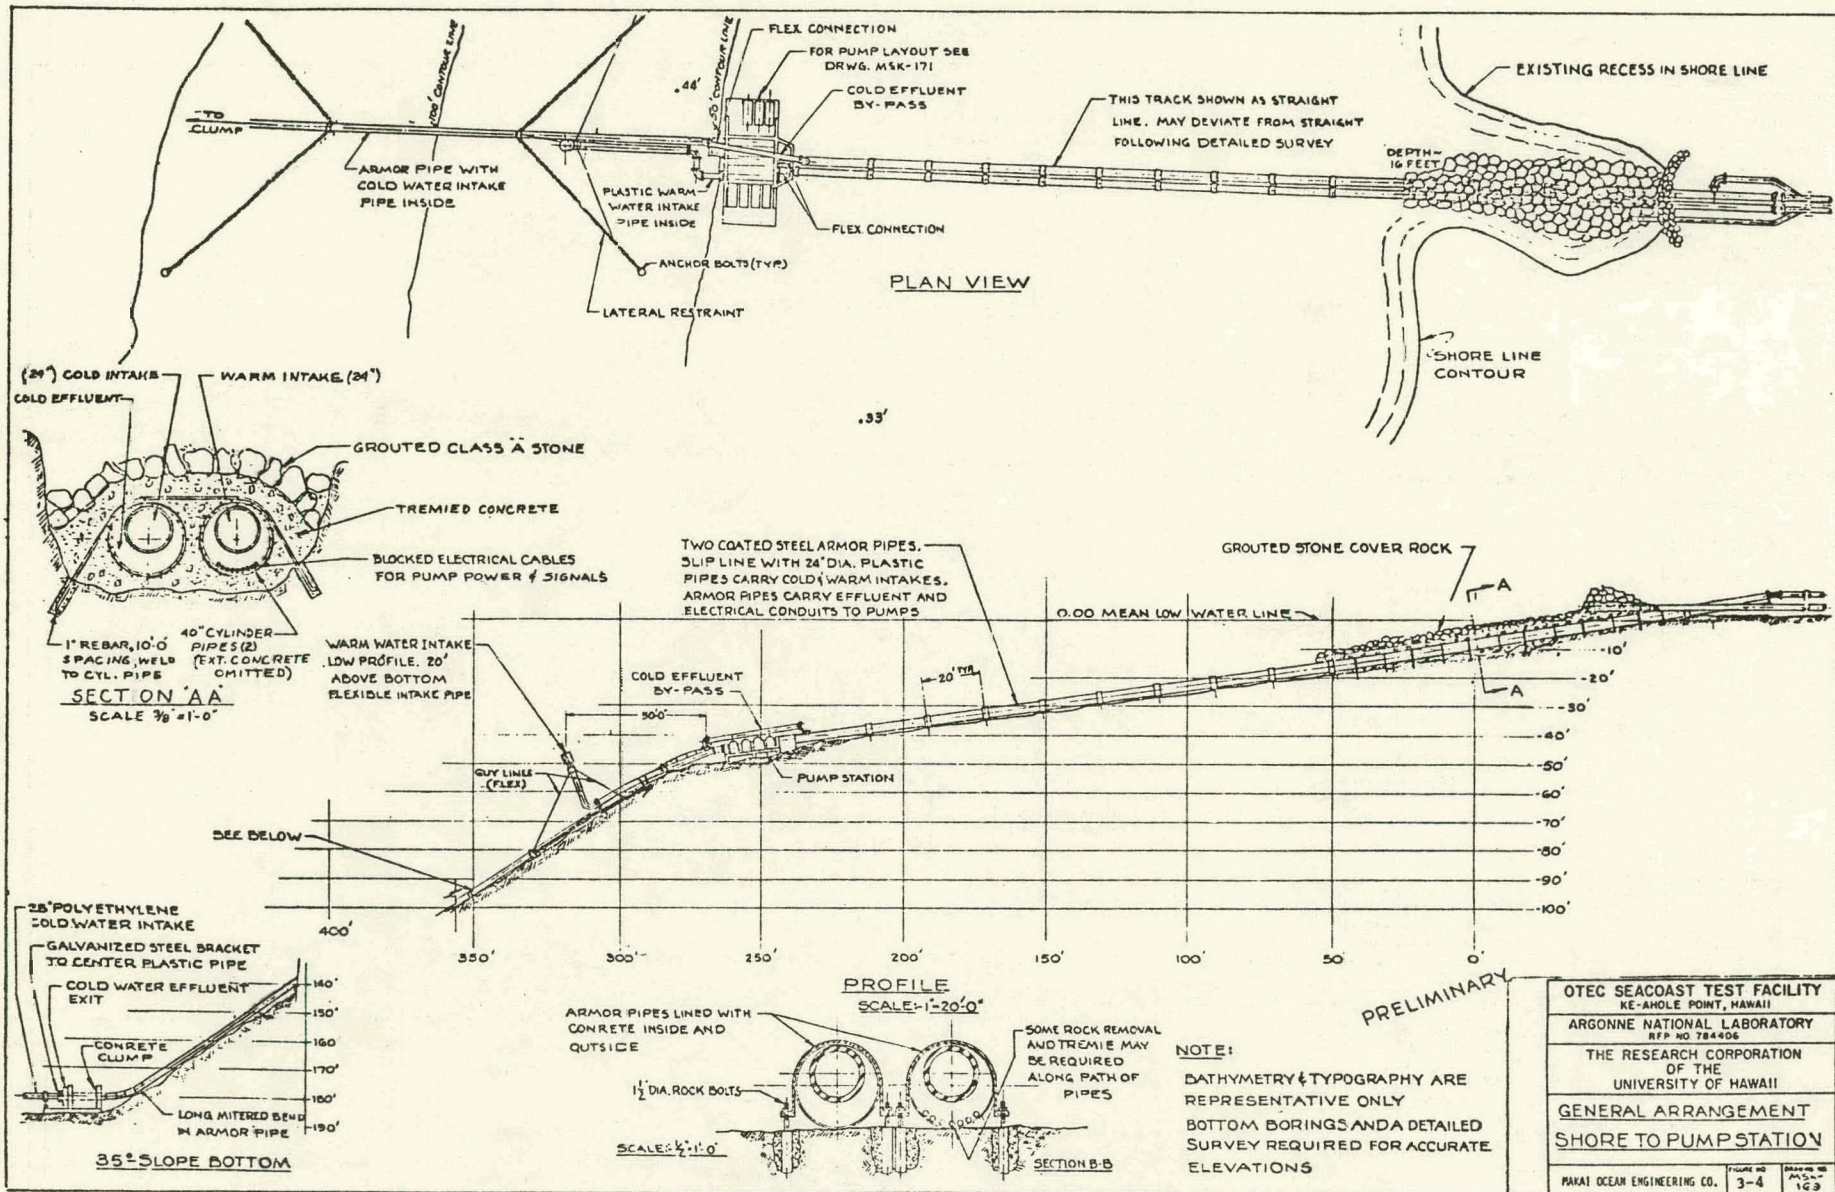 FLEX CONNECTION
FOR PUMP LAYOUT SEE
DRWG. MSK-171
COLD EFFLUENT
BY-PASS
.44'
100' CONTOUR LINE
50' CONTOUR LINE
TO
CLUMP
ARMOR PIPE WITH
COLD WATER INTAKE
PIPE INSIDE
PLASTIC WARM
WATER INTAKE
PIPE INSIDE
FLEX. CONNECTION
ANCHOR BOLTS (TYP.)
LATERAL RESTRAINT
THIS TRACK SHOWN AS STRAIGHT
LINE. MAY DEVIATE FROM STRAIGHT
FOLLOWING DETAILED SURVEY
EXISTING RECESS IN SHORE LINE
DEPTH~
16 FEET
PLAN VIEW
SHORE LINE
CONTOUR
.33'
(24") COLD INTAKE
WARM INTAKE (24")
COLD EFFLUENT
GROUTED CLASS "A" STONE
TREMIED CONCRETE
BLOCKED ELECTRICAL CABLES
FOR PUMP POWER & SIGNALS
1" REBAR, 10'-0
SPACING, WELD
TO CYL. PIPE
40" CYLINDER
PIPES (2)
(EXT. CONCRETE
OMITTED)
SECTION 'AA'
SCALE 3/8"=1'-0"
TWO COATED STEEL ARMOR PIPES.
SLIP LINE WITH 24" DIA. PLASTIC
PIPES CARRY COLD & WARM INTAKES.
ARMOR PIPES CARRY EFFLUENT AND
ELECTRICAL CONDUITS TO PUMPS
GROUTED STONE COVER ROCK
A
0.00 MEAN LOW WATER LINE
A
WARM WATER INTAKE
LOW PROFILE. 20'
ABOVE BOTTOM
FLEXIBLE INTAKE PIPE
COLD EFFLUENT
BY-PASS
20' TYP.
50'0"
GUY LINES
(FLEX)
PUMP STATION
SEE BELOW
-10'
-20'
-30'
-40'
-50'
-60'
-70'
-80'
-90'
-100'
400'
350'
300'
250'
200'
150'
100'
50'
0'
PROFILE
SCALE:-1"=20'-0"
28" POLYETHYLENE
COLD WATER INTAKE
GALVANIZED STEEL BRACKET
TO CENTER PLASTIC PIPE
COLD WATER EFFLUENT
EXIT
CONCRETE
CLUMP
LONG MITERED BEND
IN ARMOR PIPE
140'
150'
160
170'
180'
190'
35° SLOPE BOTTOM
ARMOR PIPES LINED WITH
CONRETE INSIDE AND
OUTSIDE
1½ DIA. ROCK BOLTS
SOME ROCK REMOVAL
AND TREMIE MAY
BE REQUIRED
ALONG PATH OF
PIPES
SCALE: ½"=1'-0"
SECTION B-B
PRELIMINARY
NOTE:
BATHYMETRY & TYPOGRAPHY ARE
REPRESENTATIVE ONLY
BOTTOM BORINGS AND A DETAILED
SURVEY REQUIRED FOR ACCURATE
ELEVATIONS
OTEC SEACOAST TEST FACILITY
KE-AHOLE POINT, HAWAII
ARGONNE NATIONAL LABORATORY
RFP NO. 784406
THE RESEARCH CORPORATION
OF THE
UNIVERSITY OF HAWAII
GENERAL ARRANGEMENT
SHORE TO PUMP STATION
MAKAI OCEAN ENGINEERING CO.
FIGURE NO
3-4
DRAWING NO
MSK-
163